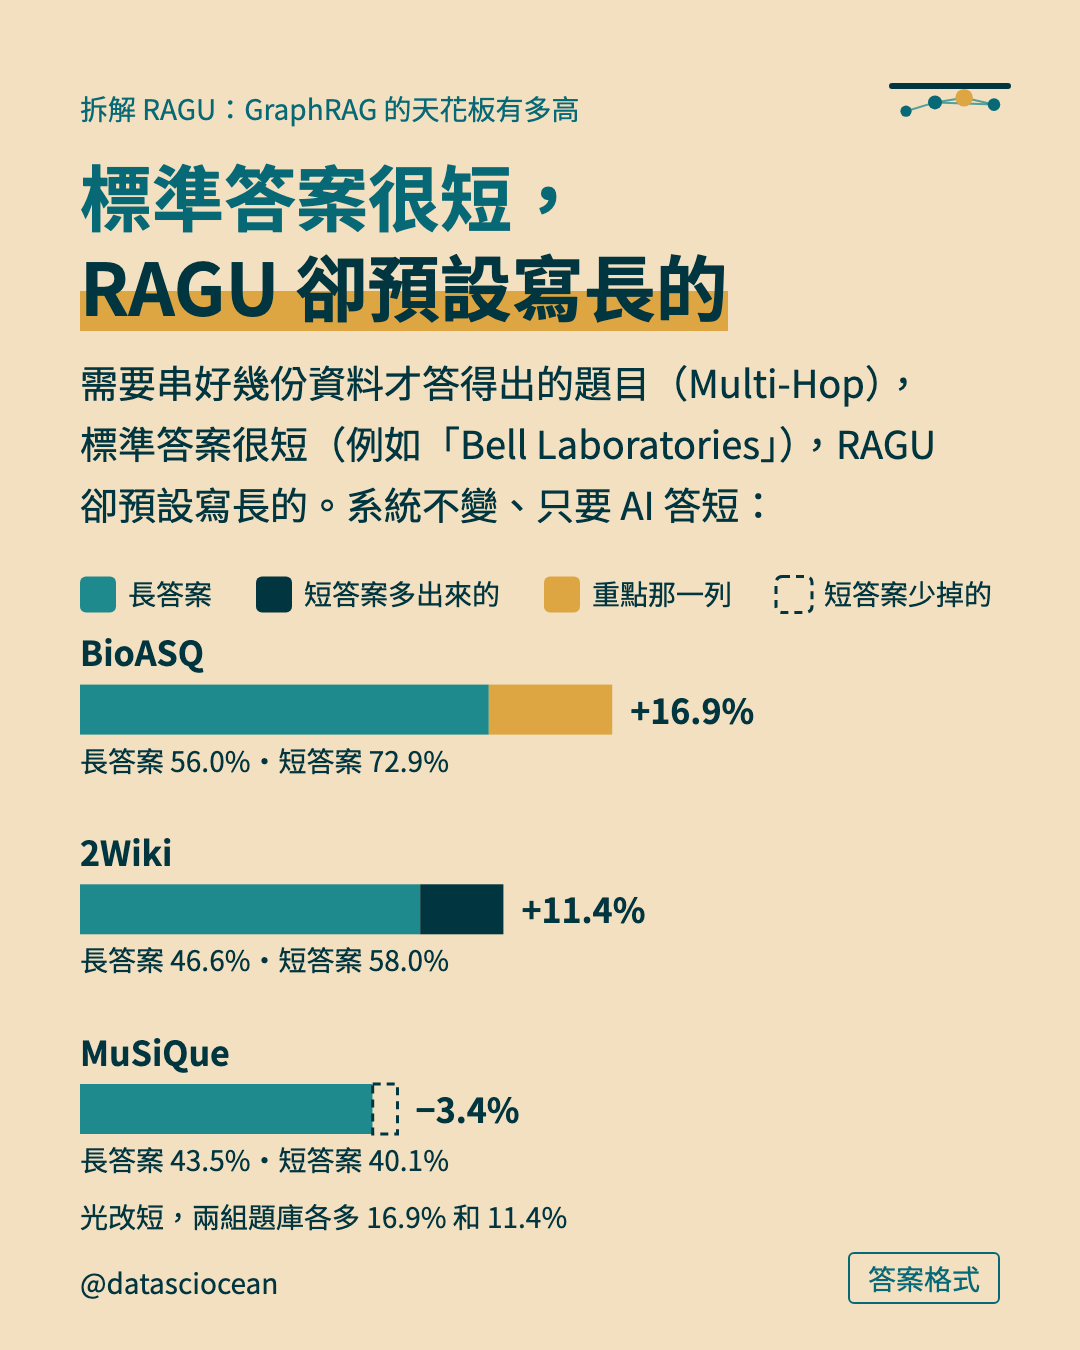 拆解 RAGU：GraphRAG 的天花板有多高
標準答案很短，
RAGU 卻預設寫長的
需要串好幾份資料才答得出的題目（Multi-Hop），
標準答案很短（例如「Bell Laboratories」），RAGU
卻預設寫長的。系統不變、只要 AI 答短：
長答案 短答案多出來的 重點那一列 短答案少掉的
BioASQ
+16.9%
長答案 56.0%・短答案 72.9%
2Wiki
+11.4%
長答案 46.6%・短答案 58.0%
MuSiQue
−3.4%
長答案 43.5%・短答案 40.1%
光改短，兩組題庫各多 16.9% 和 11.4%
@datasciocean
答案格式